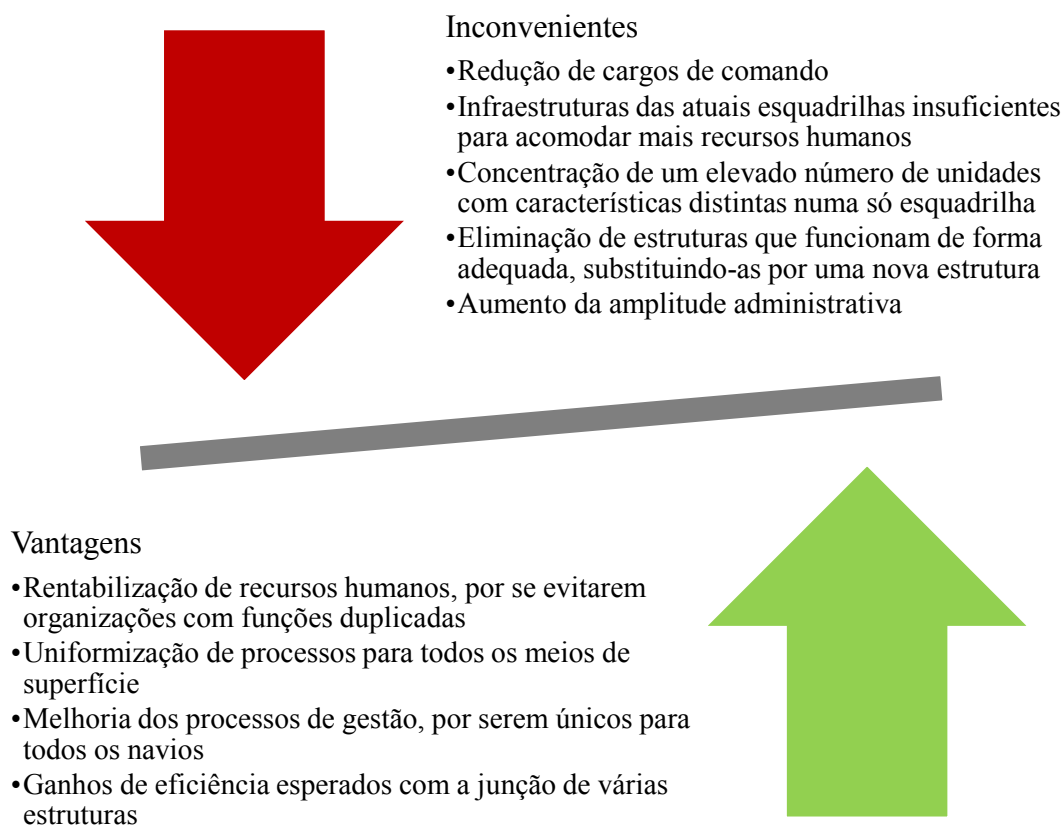 Inconvenientes
•Redução de cargos de comando
•Infraestruturas das atuais esquadrilhas insuficientes
para acomodar mais recursos humanos
•Concentração de um elevado número de unidades
com características distintas numa só esquadrilha
•Eliminação de estruturas que funcionam de forma
adequada, substituindo-as por uma nova estrutura
•Aumento da amplitude administrativa
Vantagens
•Rentabilização de recursos humanos, por se evitarem
organizações com funções duplicadas
•Uniformização de processos para todos os meios de
superfície
•Melhoria dos processos de gestão, por serem únicos para
todos os navios
•Ganhos de eficiência esperados com a junção de várias
estruturas